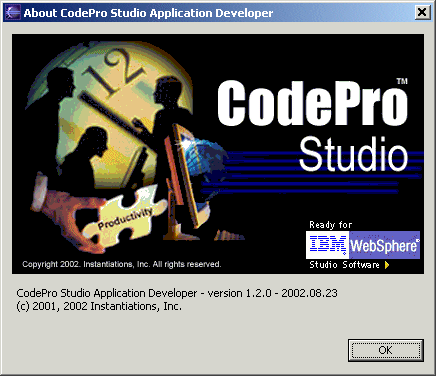 About CodePro Studio Application Developer
12
CodePro™
Studio
Productivity
Ready for
IBM WebSphere®
Studio Software
Copyright 2002. Instantiations, Inc. All rights reserved.
CodePro Studio Application Developer - version 1.2.0 - 2002.08.23
(c) 2001, 2002 Instantiations, Inc.
OK